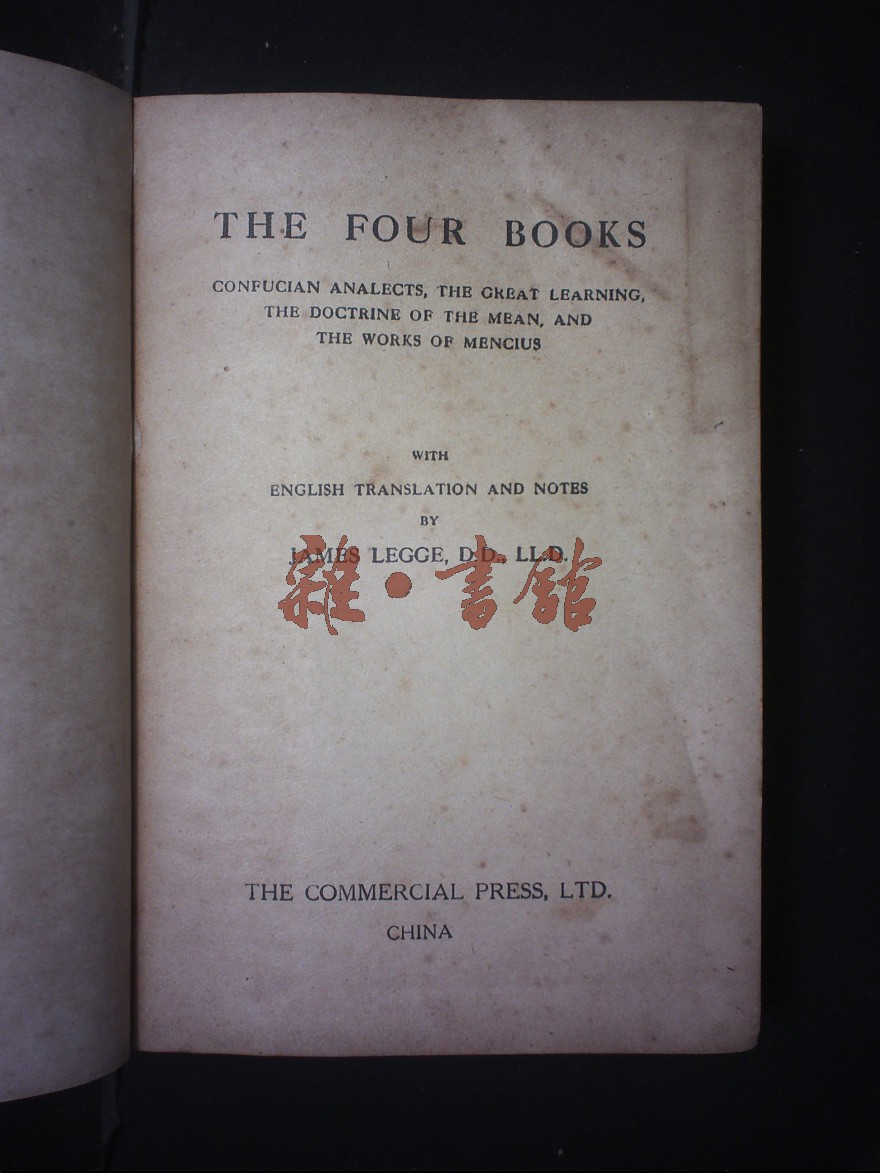 THE FOUR BOOKS
CONFUCIAN ANALECTS, THE GREAT LEARNING,
THE DOCTRINE OF THE MEAN, AND
THE WORKS OF MENCIUS
WITH
ENGLISH TRANSLATION AND NOTES
BY
JAMES LEGGE, D.D., LL.D.
雜·書館
THE COMMERCIAL PRESS, LTD.
CHINA